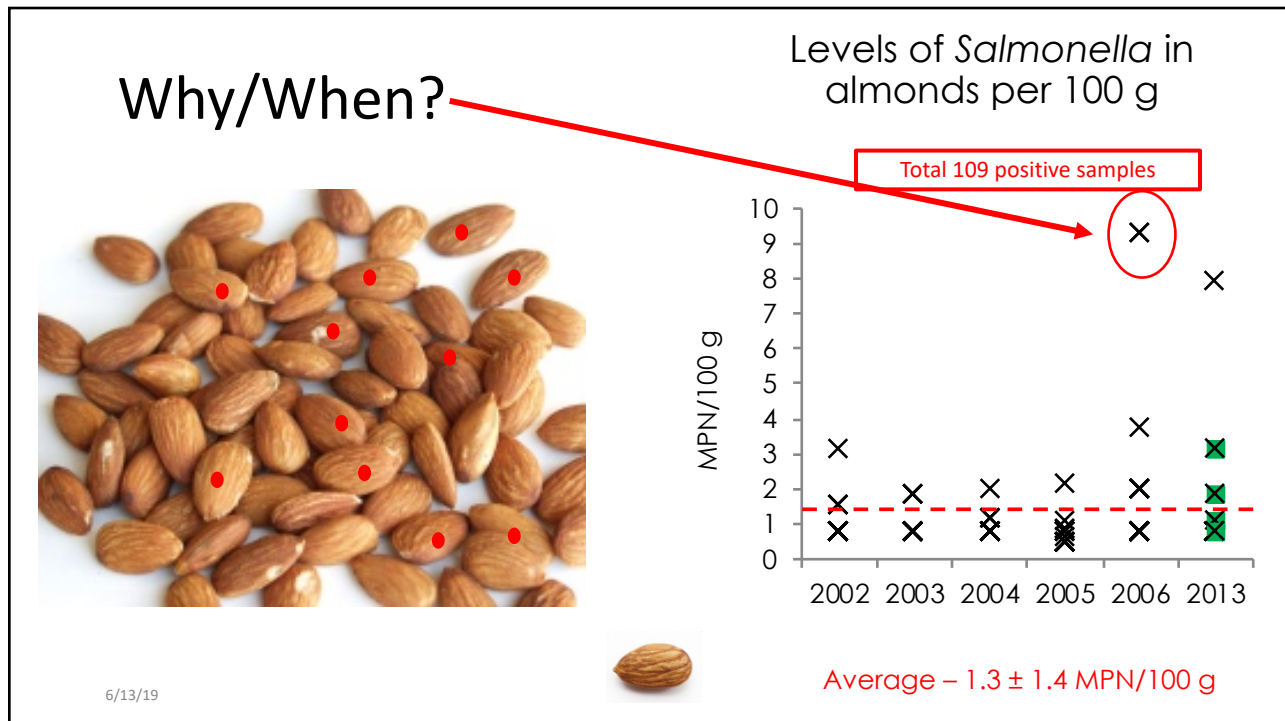 Why/When?
Levels of Salmonella in
almonds per 100 g
Total 109 positive samples
MPN/100 g
10
9
8
7
6
5
4
3
2
1
0
2002 2003 2004 2005 2006 2013
Average – 1.3 ± 1.4 MPN/100 g
6/13/19